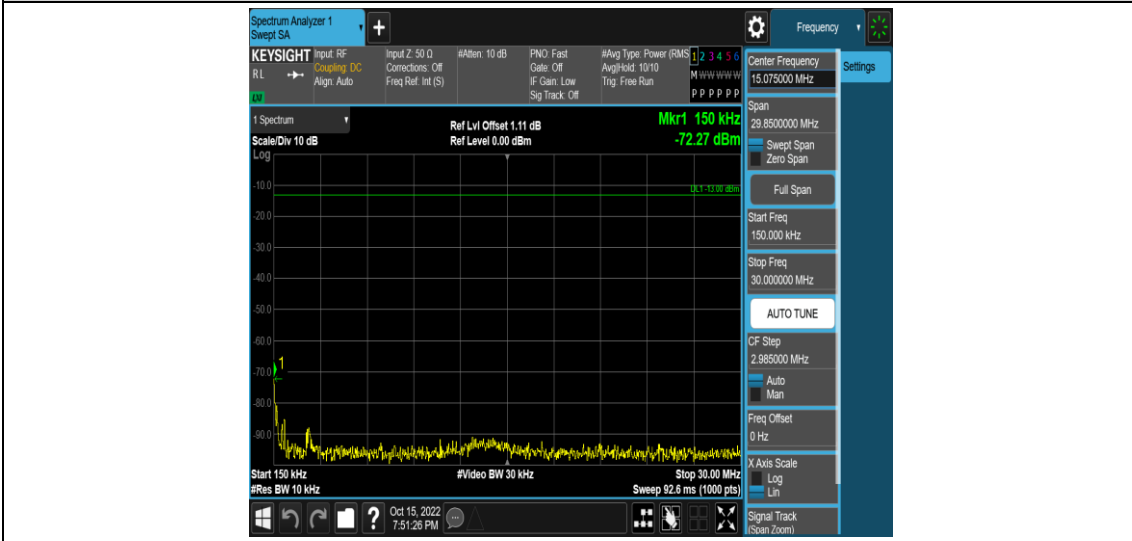 Spectrum Analyzer 1
Swept SA
+
Frequency
KEYSIGHT
RL
Input: RF
Coupling: DC
Align: Auto
Input Z: 50 Ω
Corrections: Off
Freq Ref: Int (S)
#Atten: 10 dB
PNO: Fast
Gate: Off
IF Gain: Low
Sig Track: Off
#Avg Type: Power (RMS
Avg|Hold: 10/10
Trig: Free Run
1 2 3 4 5 6
M W W W W W
P P P P P P
1 Spectrum
Scale/Div 10 dB
Log
Ref Lvl Offset 1.11 dB
Ref Level 0.00 dBm
Mkr1 150 kHz
-72.27 dBm
DL1 -13.00 dBm
-10.0
-20.0
-30.0
-40.0
-50.0
-60.0
1
-70.0
-80.0
-90.0
Start 150 kHz
#Video BW 30 kHz
Stop 30.00 MHz
#Res BW 10 kHz
Sweep 92.6 ms (1000 pts)
Center Frequency
15.075000 MHz
Settings
Span
29.8500000 MHz
Swept Span
Zero Span
Full Span
Start Freq
150.000 kHz
Stop Freq
30.000000 MHz
AUTO TUNE
CF Step
2.985000 MHz
Auto
Man
Freq Offset
0 Hz
X Axis Scale
Log
Lin
Signal Track
(Span Zoom)
?
Oct 15, 2022
7:51:26 PM